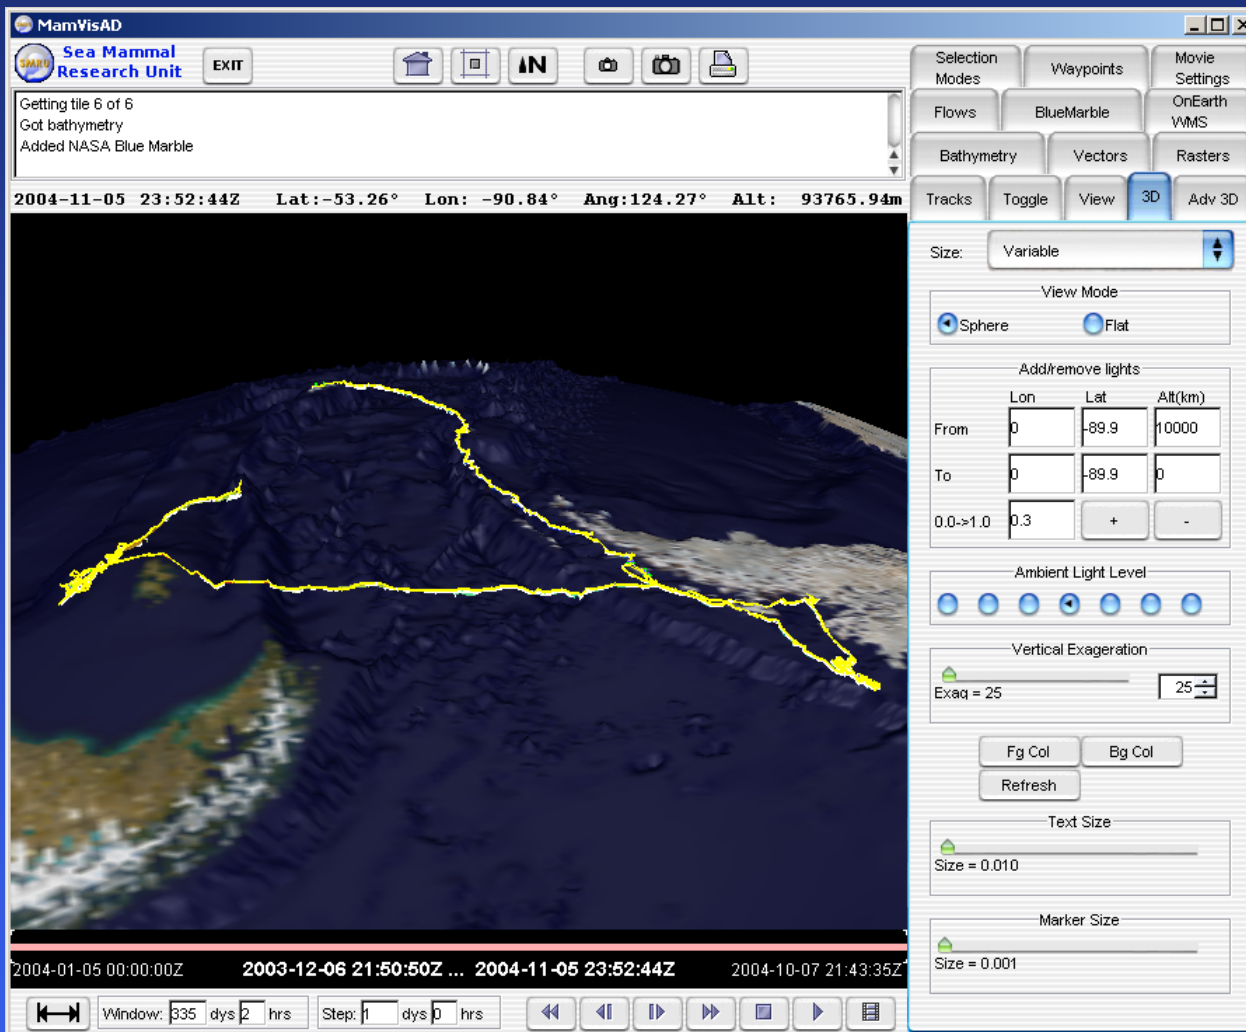 MamVisAD
SMRU
Sea Mammal
Research Unit
EXIT
N
Getting tile 6 of 6
Got bathymetry
Added NASA Blue Marble
2004-11-05 23:52:44Z Lat:-53.26° Lon: -90.84° Ang:124.27° Alt: 93765.94m
Selection
Modes
Waypoints
Movie
Settings
Flows
BlueMarble
OnEarth
WMS
Bathymetry
Vectors
Rasters
Tracks
Toggle
View
3D
Adv 3D
Size:
Variable
View Mode
Sphere
Flat
Add/remove lights
Lon Lat Alt(km)
From 0 -89.9 10000
To 0 -89.9 0
0.0->1.0 0.3 + -
Ambient Light Level
Vertical Exageration
Exag = 25
25
Fg Col
Bg Col
Refresh
Text Size
Size = 0.010
Marker Size
Size = 0.001
2004-01-05 00:00:00Z 2003-12-06 21:50:50Z ... 2004-11-05 23:52:44Z 2004-10-07 21:43:35Z
Window: 335 dys 2 hrs Step: 1 dys 0 hrs